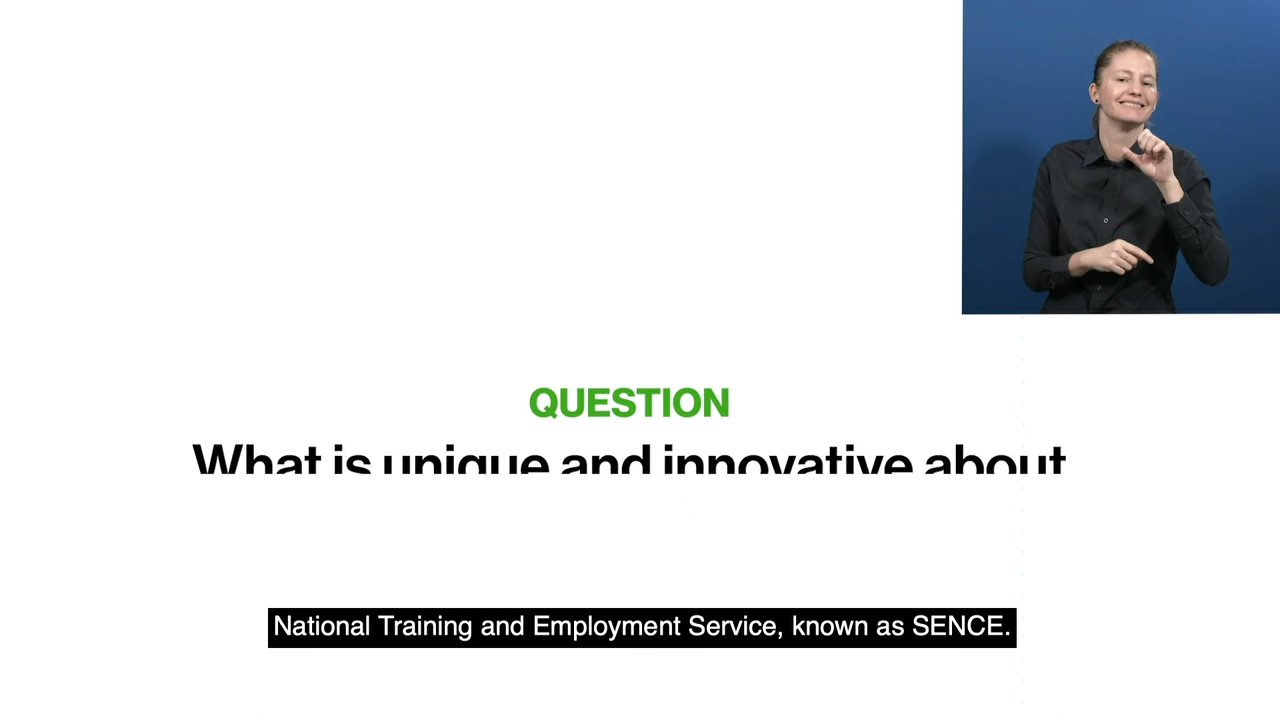 QUESTION
What is unique and innovative about
National Training and Employment Service, known as SENCE.